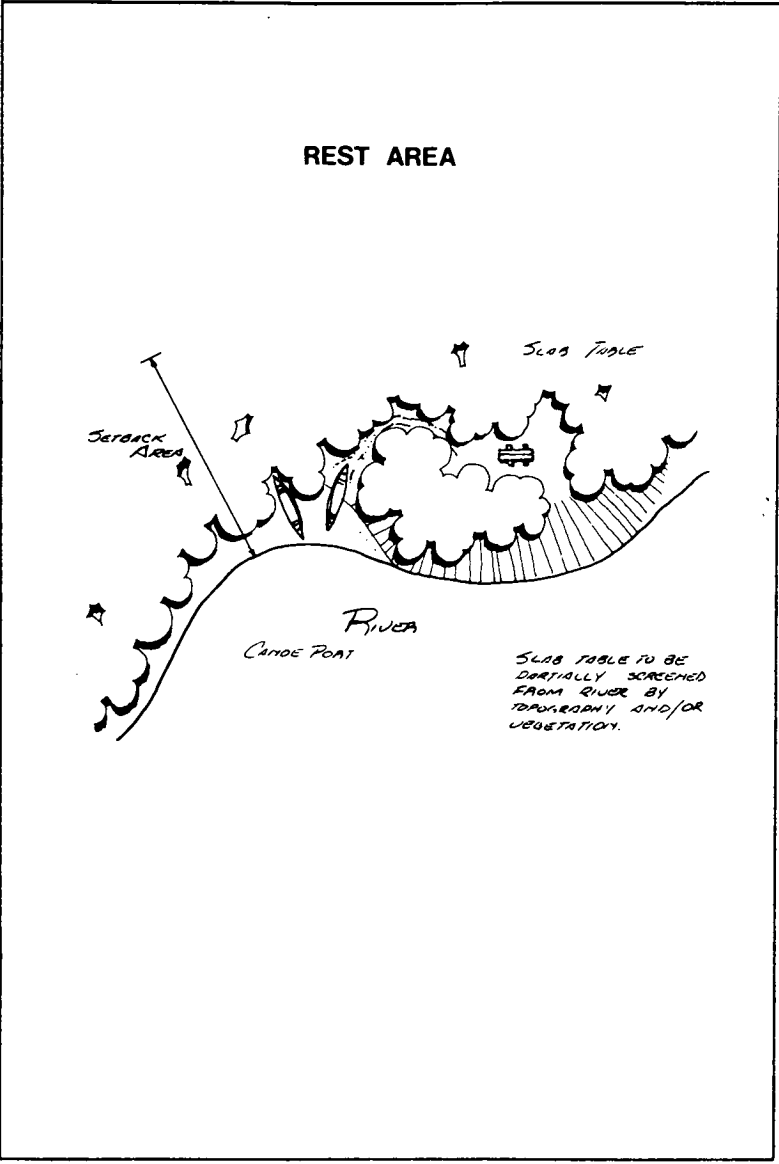 REST AREA
SLAB TABLE
SETBACK
AREA
RIVER
CANOE PORT
SLAB TABLE TO BE
PARTIALLY SCREENED
FROM RIVER BY
TOPOGRAPHY AND/OR
VEGETATION.